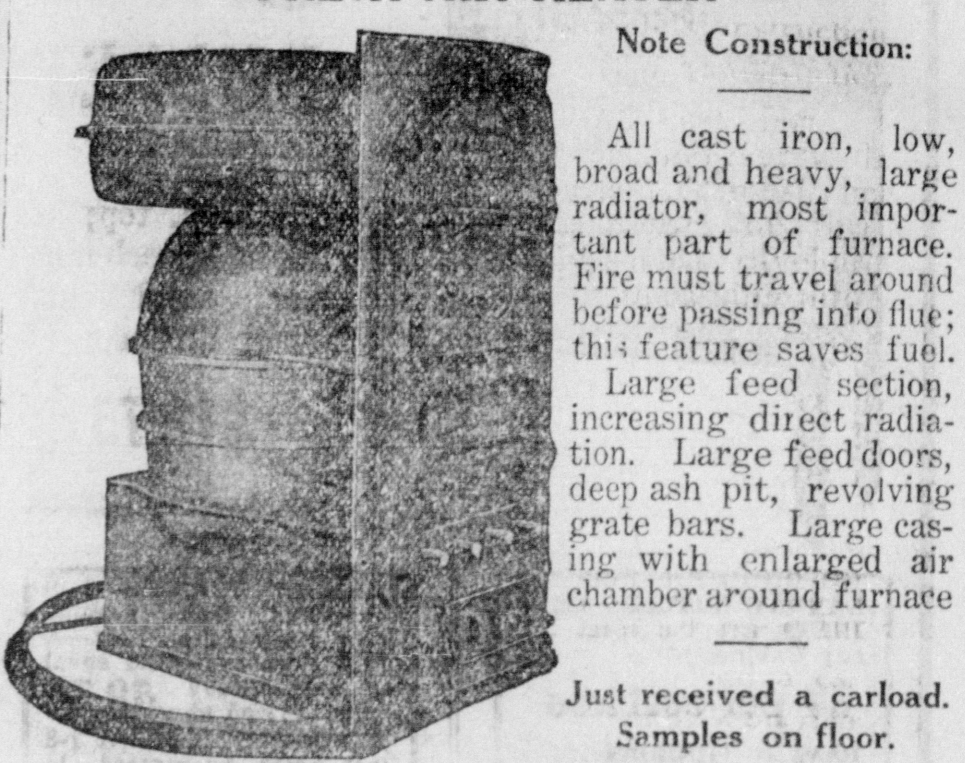 Note Construction:
All cast iron, low,
broad and heavy, large
radiator, most impor-
tant part of furnace.
Fire must travel around
before passing into flue;
this feature saves fuel.
Large feed section,
increasing direct radia-
tion. Large feed doors,
deep ash pit, revolving
grate bars. Large cas-
ing with enlarged air
chamber around furnace
Just received a carload.
Samples on floor.